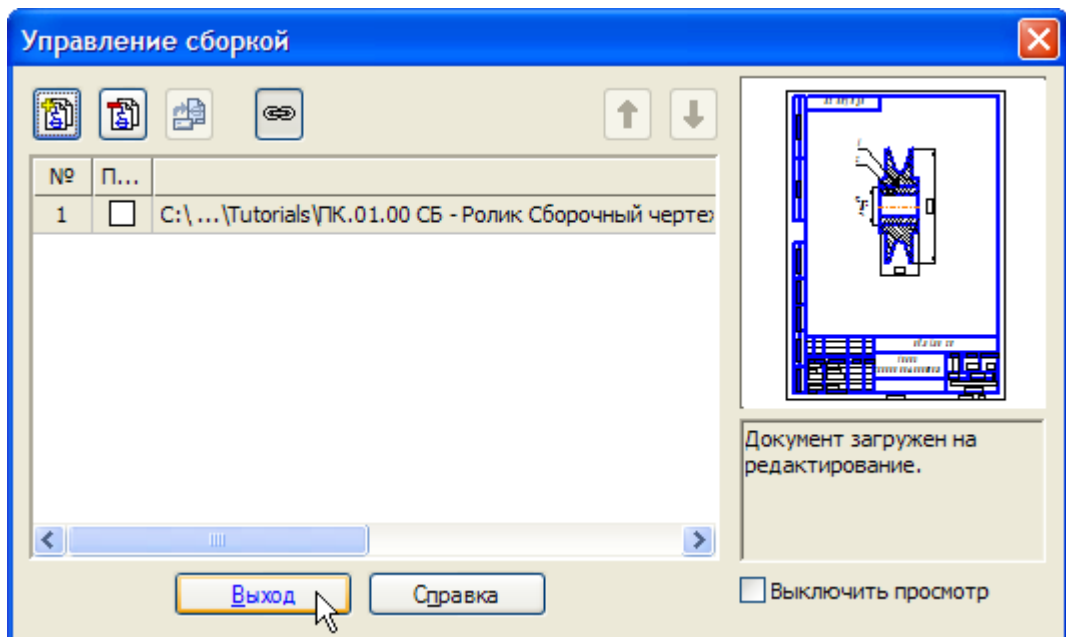 Управление сборкой
№ П...
1 C:\ ...\Tutorials\ПК.01.00 СБ - Ролик Сборочный чертеж
Документ загружен на
редактирование.
Выход Справка
Выключить просмотр